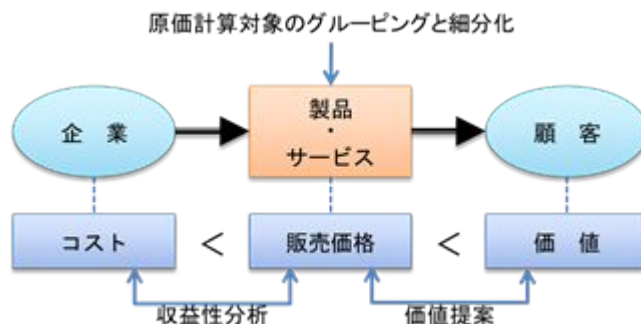 原価計算対象のグルーピングと細分化
企 業
製品
・
サービス
顧 客
コスト
<
販売価格
<
価 値
収益性分析
価値提案